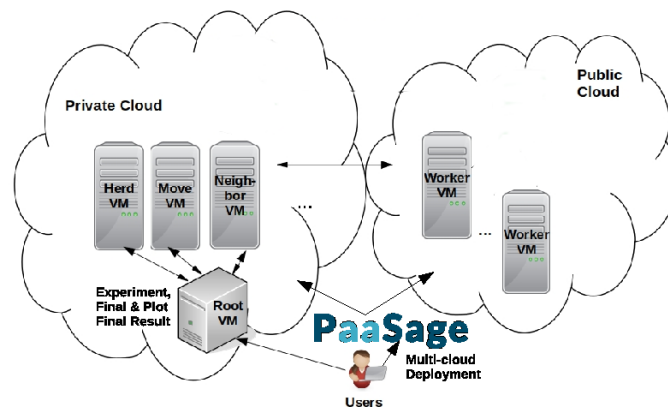 Private Cloud
Public
Cloud
Herd
VM
Move
VM
Neigh-
bor
VM
...
Worker
VM
...
Worker
VM
Experiment,
Final & Plot
Final Result
Root
VM
PaaSage
Multi-cloud
Deployment
Users